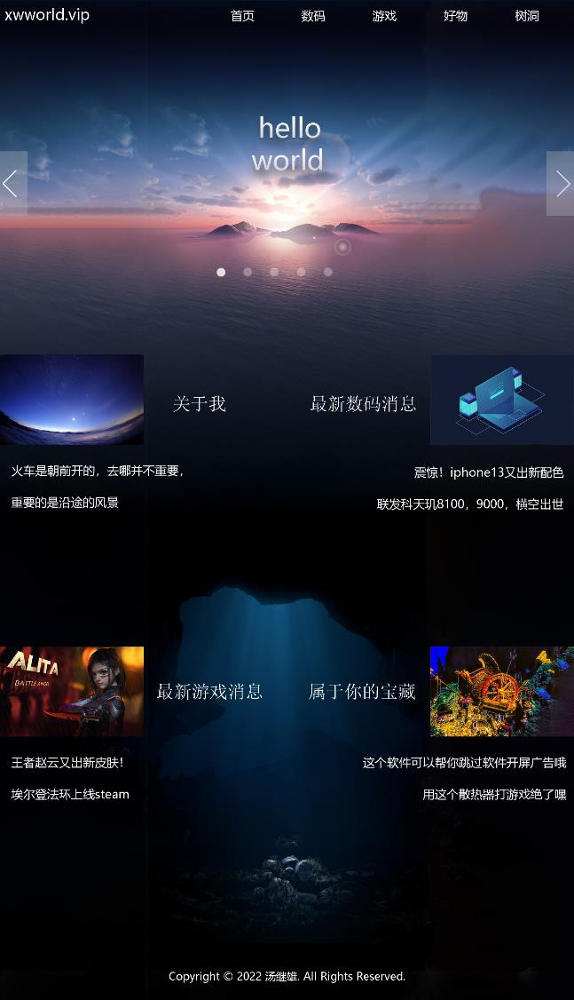 xwworld.vip
首页 数码 游戏 好物 树洞
hello
world
关于我
最新数码消息
火车是朝前开的，去哪并不重要，
重要的是沿途的风景
震惊！iphone13又出新配色
联发科天玑8100，9000，横空出世
ALITA
BATTLE ANGEL
最新游戏消息
属于你的宝藏
王者赵云又出新皮肤！
埃尔登法环上线steam
这个软件可以帮你跳过软件开屏广告哦
用这个散热器打游戏绝了嘿
Copyright © 2022 汤继雄. All Rights Reserved.